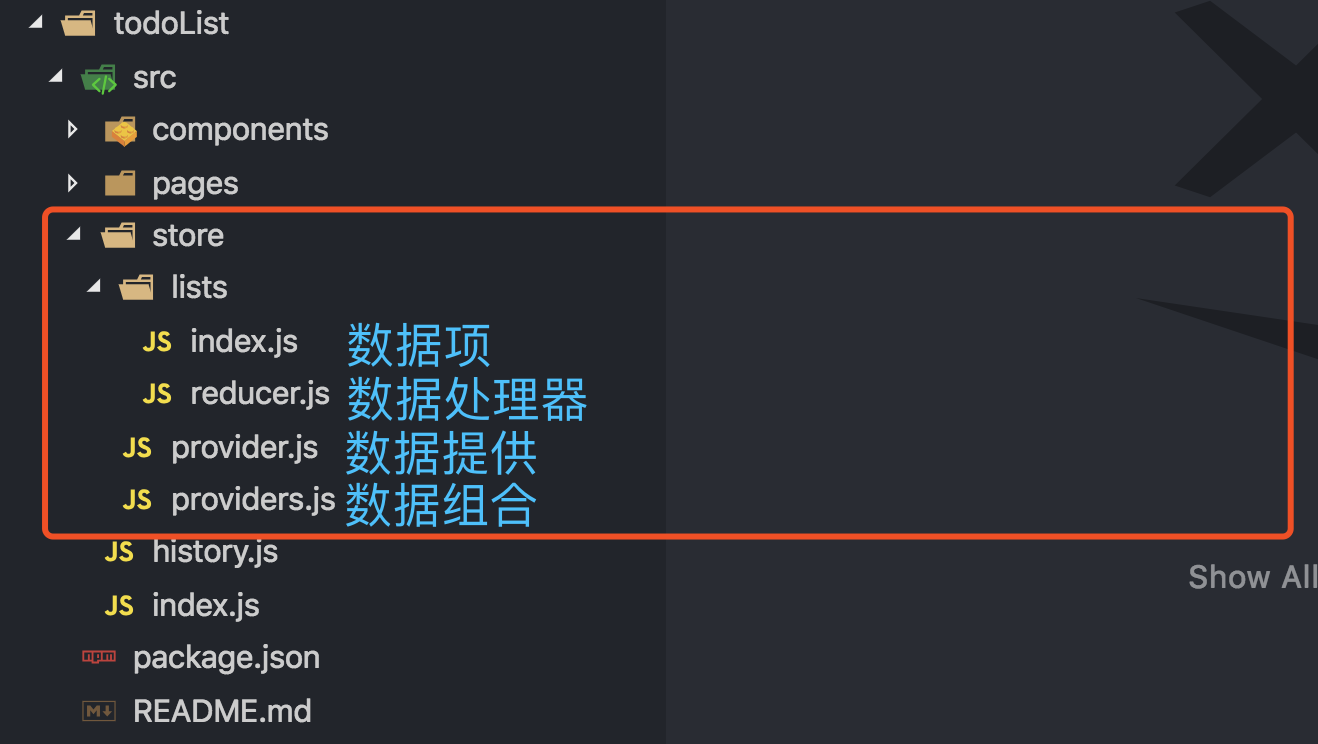 todoList
src
components
pages
store
lists
JS index.js 数据项
JS reducer.js 数据处理器
JS provider.js 数据提供
JS providers.js 数据组合
JS history.js
JS index.js
npm package.json
M README.md
Show All